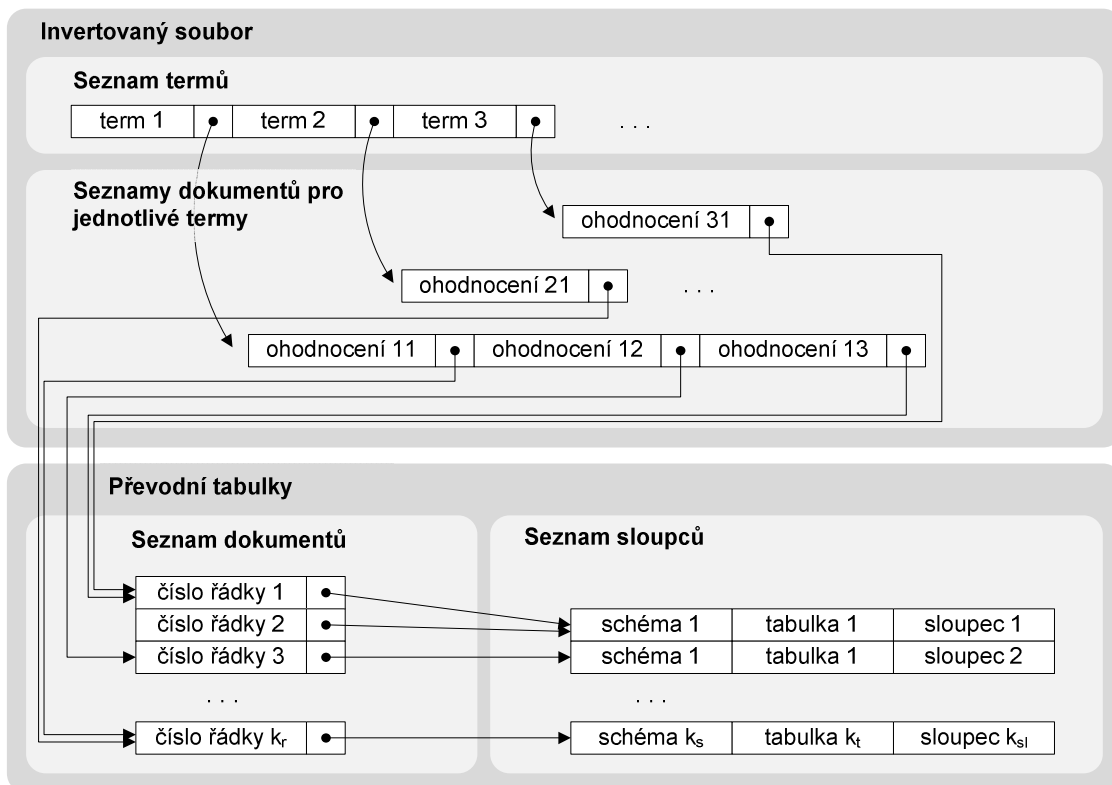 Invertovaný soubor
Seznam termů
term 1 term 2 term 3 . . .
Seznamy dokumentů pro
jednotlivé termy
ohodnocení 31
ohodnocení 21 . . .
ohodnocení 11 ohodnocení 12 ohodnocení 13
Převodní tabulky
Seznam dokumentů
číslo řádky 1
číslo řádky 2
číslo řádky 3
. . .
číslo řádky kr
Seznam sloupců
schéma 1 tabulka 1 sloupec 1
schéma 1 tabulka 1 sloupec 2
. . .
schéma ks tabulka kt sloupec ksl